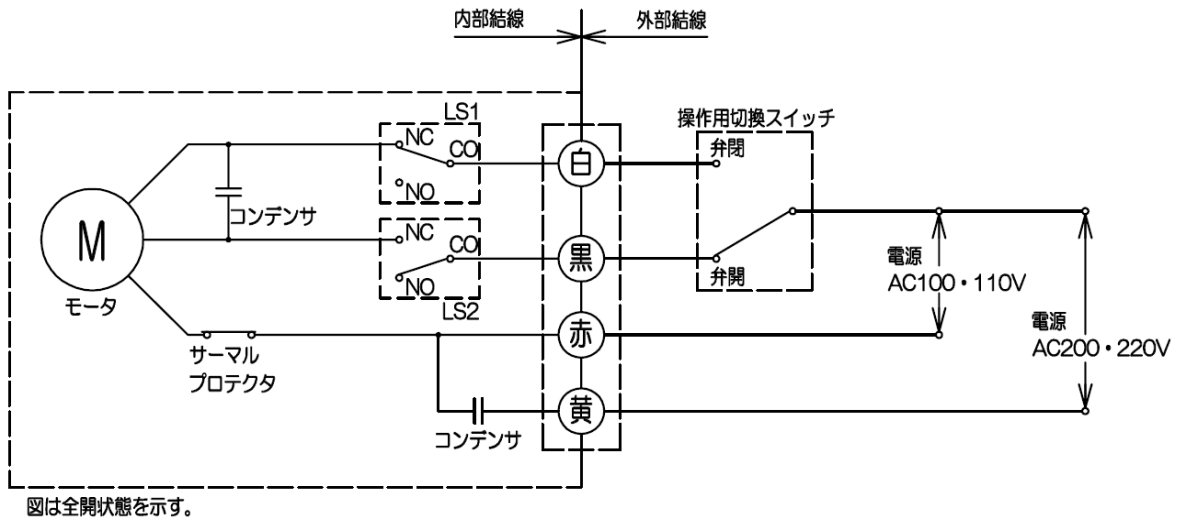 内部結線
外部結線
LS1
NC
CO
NO
コンデンサ
NC
CO
NO
LS2
M
モータ
サーマル
プロテクタ
コンデンサ
白
黒
赤
黄
操作用切換スイッチ
弁閉
弁開
電源
AC100・110V
電源
AC200・220V
図は全開状態を示す。